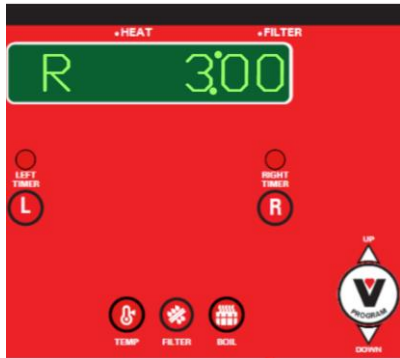 •HEAT •FILTER
R 3:00
LEFT TIMER RIGHT TIMER
L R
UP
V
PROGRAM
TEMP FILTER BOIL
DOWN